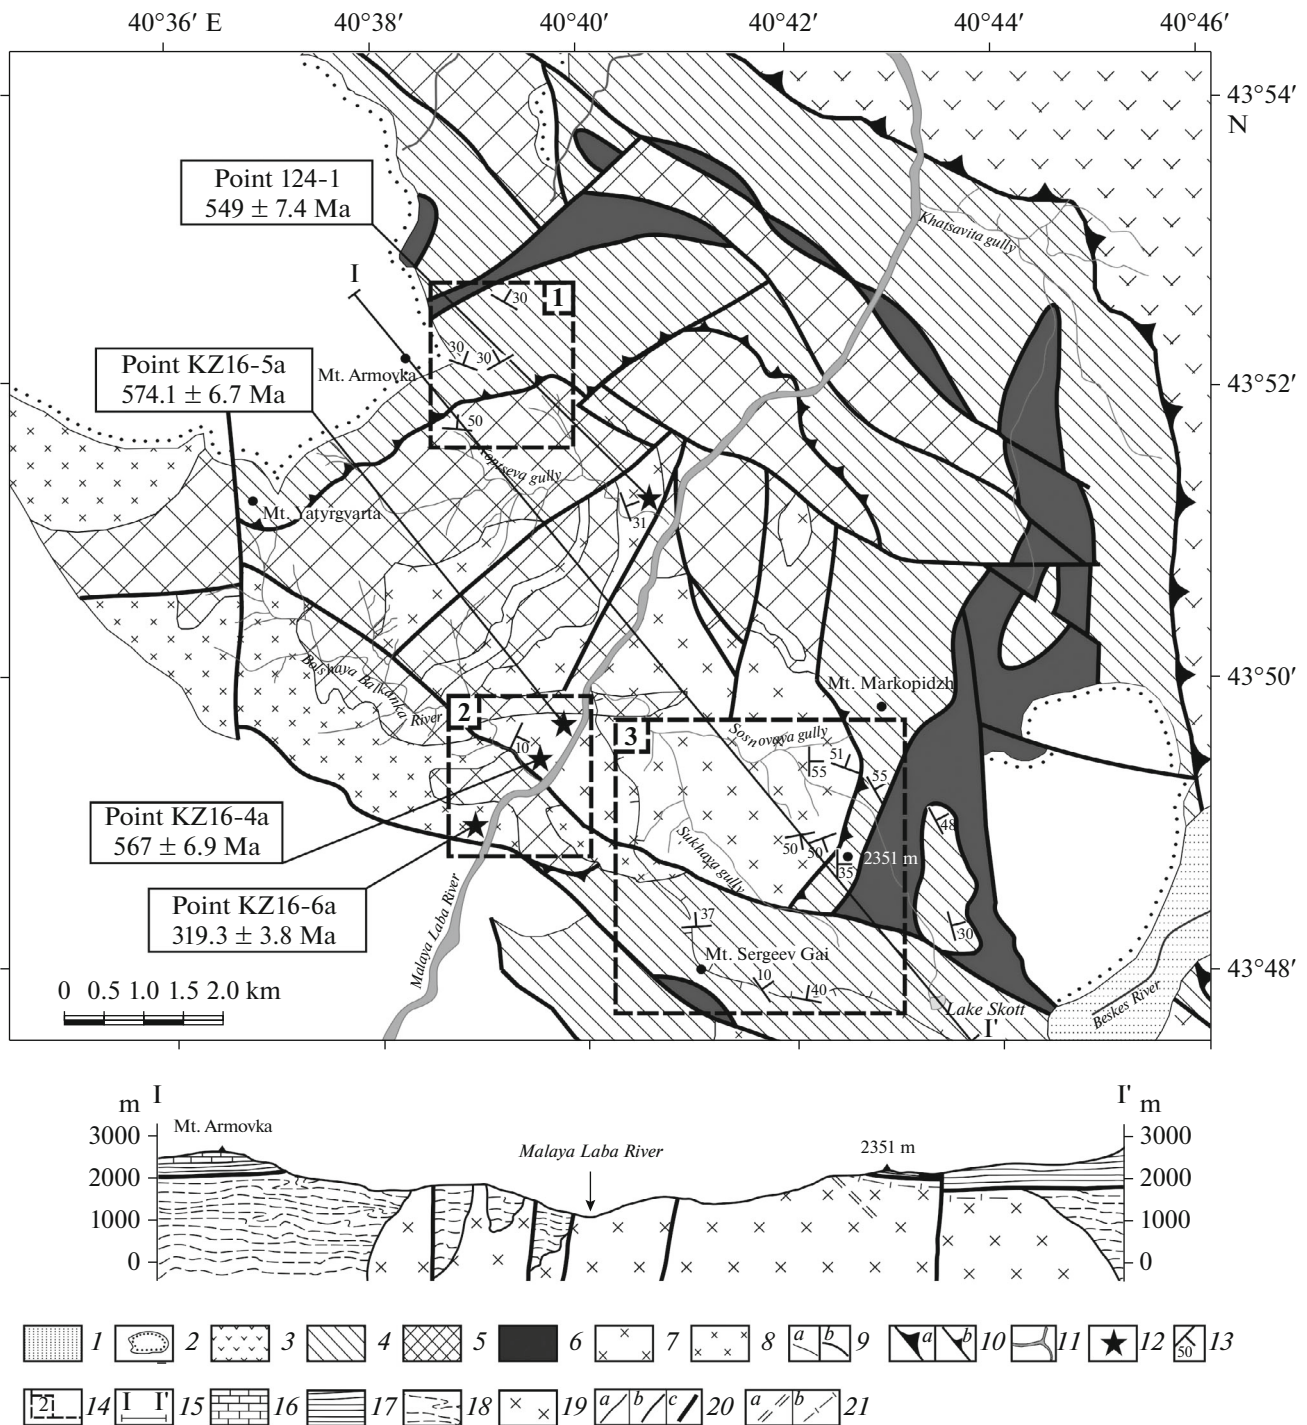 40°36′ E 40°38′ 40°40′ 40°42′ 40°44′ 40°46′
43°54′
N
Point 124-1
549 ± 7.4 Ma
Khatsavita gully
I
1
30
30 30
Point KZ16-5a
574.1 ± 6.7 Ma
Mt. Armovka
43°52′
50
gully
Mt. Yatyrgvarta
31
Bol'shaya Balkanka River
Mt. Markopidzh
43°50′
2
3
Sosnovaya gully
10
51
55
55
Point KZ16-4a
567 ± 6.9 Ma
48
50 50
2351 m
35
Sukhaya gully
Point KZ16-6a
319.3 ± 3.8 Ma
37
30
Malaya Laba River
Mt. Sergeev Gai
43°48′
10
40
0 0.5 1.0 1.5 2.0 km
Lake Skott
Beskes River
I'
I I'
m m
Mt. Armovka
3000 3000
Malaya Laba River
2351 m
2000 2000
1000 1000
0 0
1 2 3 4 5 6 7 8 a b 9 a b 10 11 12 50 13
2 14 I I' 15 16 17 18 19 a b c 20 a b 21